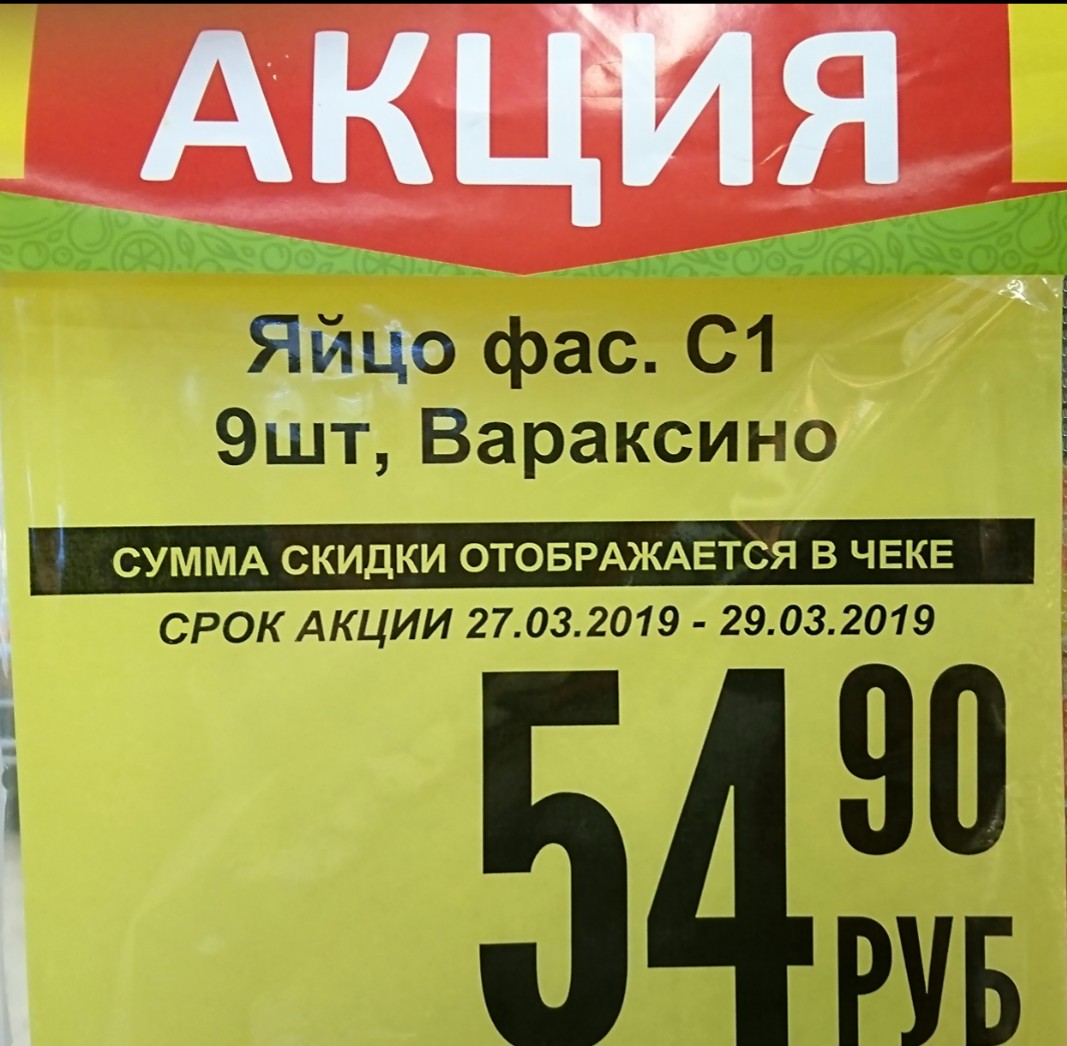 АКЦИЯ
Яйцо фас. С1
9шт, Вараксино
СУММА СКИДКИ ОТОБРАЖАЕТСЯ В ЧЕКЕ
СРОК АКЦИИ 27.03.2019 - 29.03.2019
54 90
РУБ